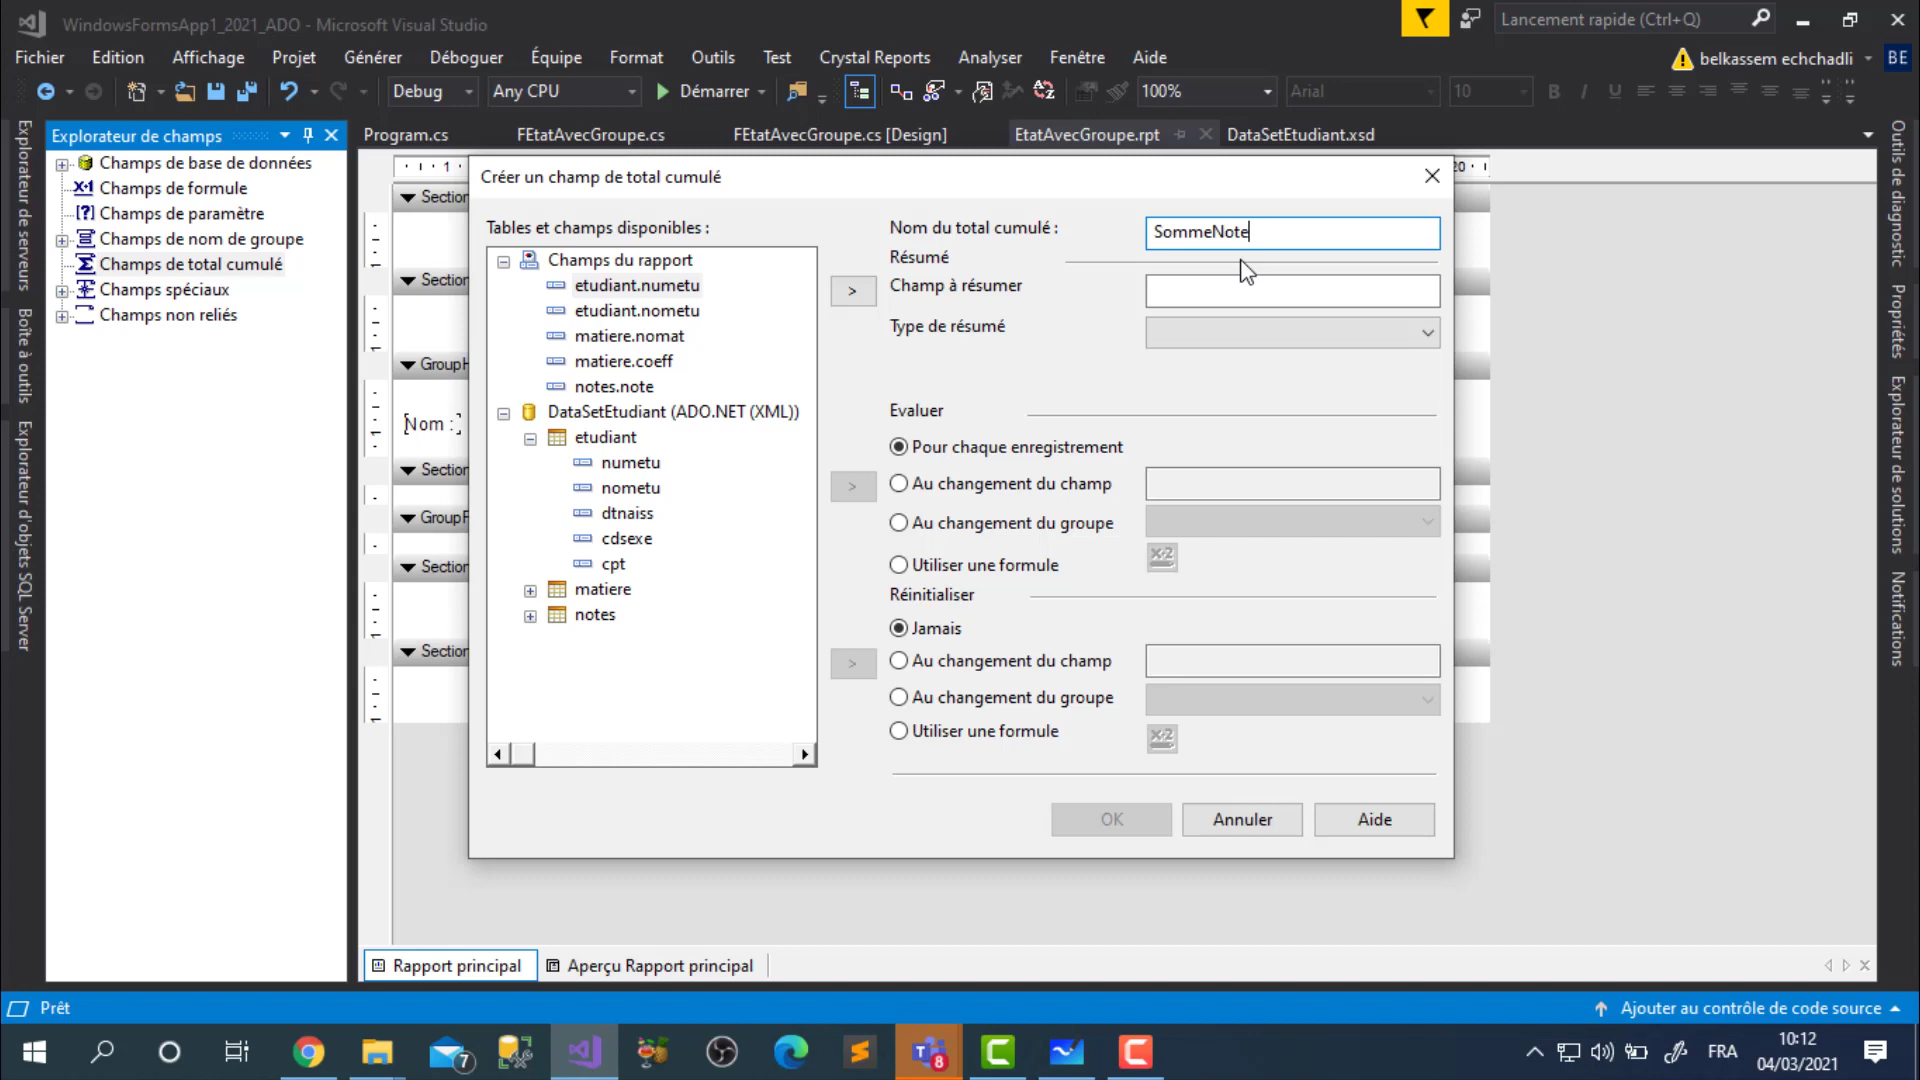 WindowsFormsApp1_2021_ADO - Microsoft Visual Studio
Lancement rapide (Ctrl+Q)
Fichier Edition Affichage Projet Générer Déboguer Équipe Format Outils Test Crystal Reports Analyser Fenêtre Aide
belkassem echchadli BE
Debug Any CPU Démarrer 100% Arial 10
Explorateur de champs
Program.cs FEtatAvecGroupe.cs FEtatAvecGroupe.cs [Design] EtatAvecGroupe.rpt DataSetEtudiant.xsd
Explorateur de serveurs
Boîte à outils
Explorateur d'objets SQL Server
Champs de base de données
Champs de formule
Champs de paramètre
Champs de nom de groupe
Champs de total cumulé
Champs spéciaux
Champs non reliés
1
20
Section
Section
GroupH
Nom :
Section
GroupF
Section
Section
Créer un champ de total cumulé
Tables et champs disponibles :
Champs du rapport
etudiant.numetu
etudiant.nometu
matiere.nomat
matiere.coeff
notes.note
DataSetEtudiant (ADO.NET (XML))
etudiant
numetu
nometu
dtnaiss
cdsexe
cpt
matiere
notes
>
>
>
Nom du total cumulé : SommeNote
Résumé
Champ à résumer
Type de résumé
Evaluer
Pour chaque enregistrement
Au changement du champ
Au changement du groupe
Utiliser une formule
x·2
Réinitialiser
Jamais
Au changement du champ
Au changement du groupe
Utiliser une formule
x·2
OK Annuler Aide
Outils de diagnostic
Propriétés
Explorateur de solutions
Notifications
Rapport principal Aperçu Rapport principal
Prêt
Ajouter au contrôle de code source
7
8
FRA
10:12
04/03/2021